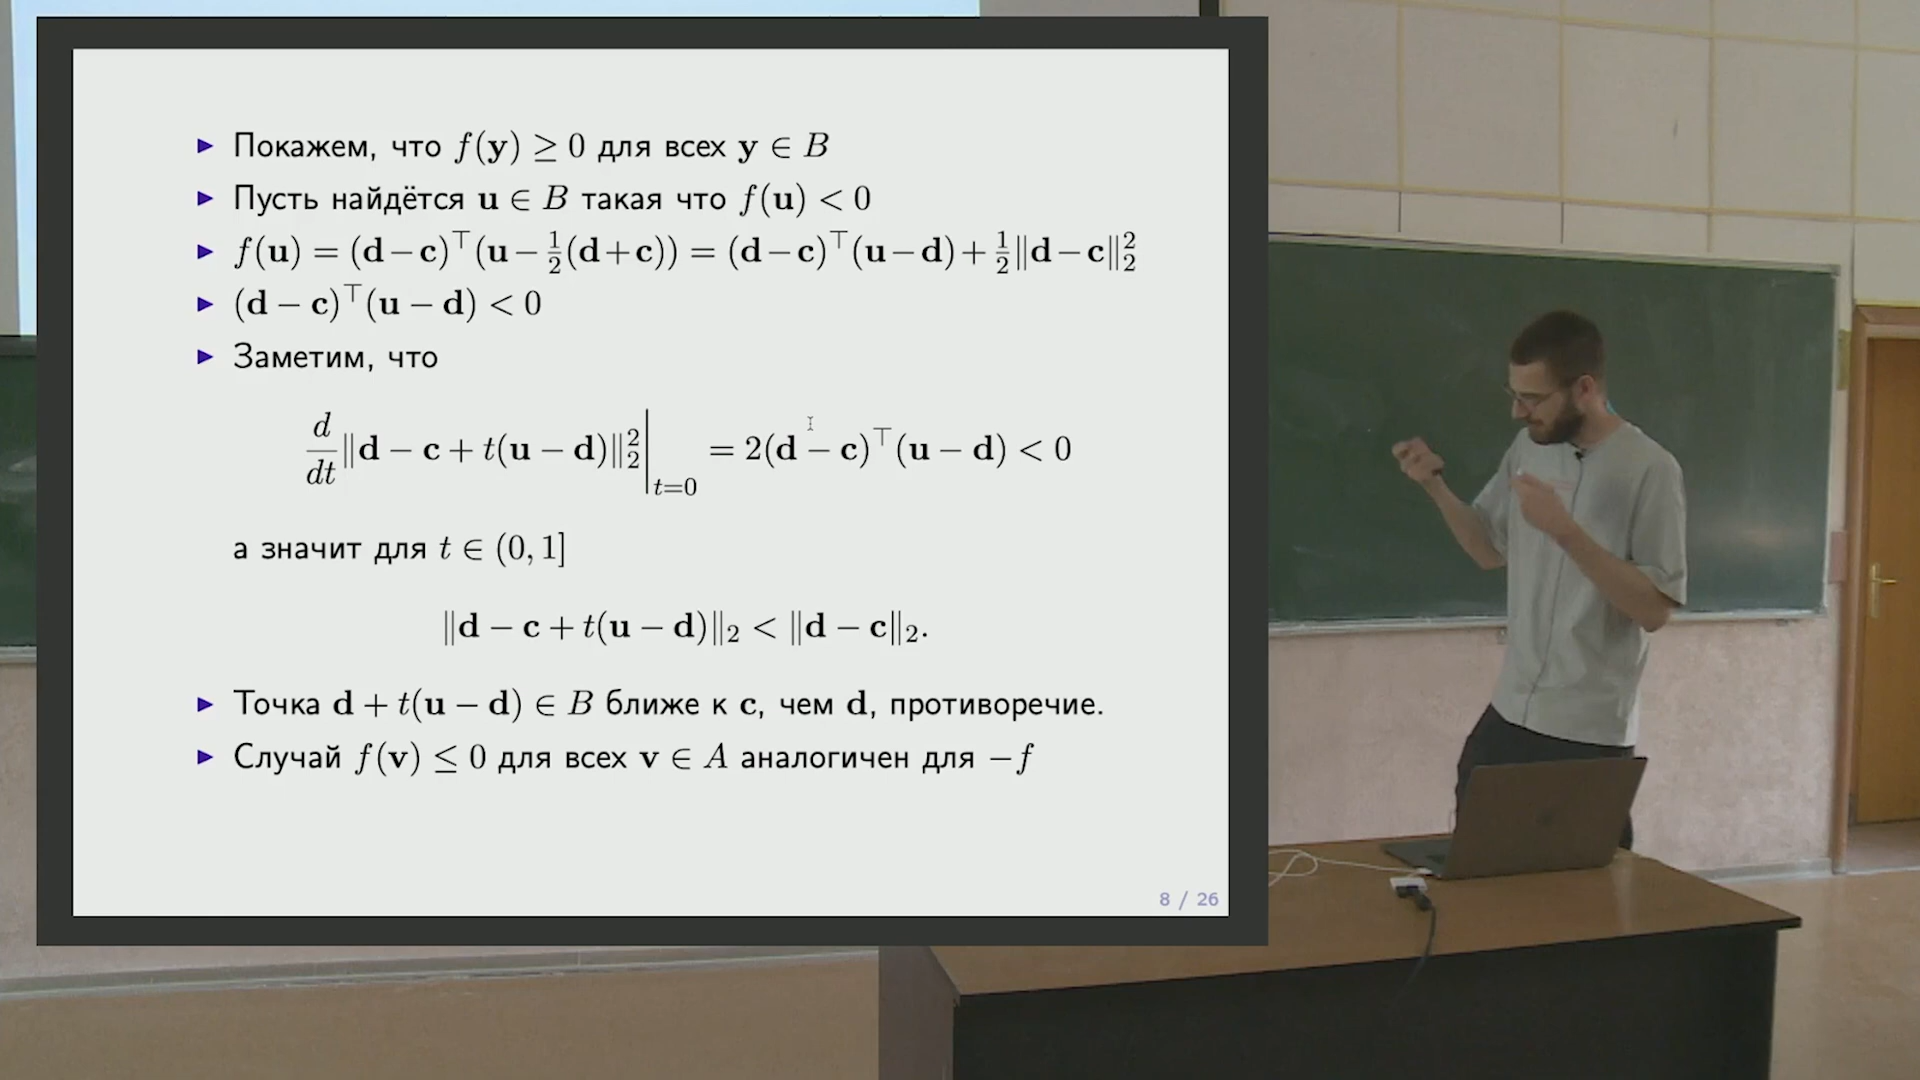 Покажем, что f(y) ≥ 0 для всех y ∈ B
Пусть найдётся u ∈ B такая что f(u) < 0
f(u) = (d−c)⊤(u−½(d+c)) = (d−c)⊤(u−d)+½‖d−c‖₂²
(d − c)⊤(u − d) < 0
Заметим, что
d/dt ‖d − c + t(u − d)‖₂² |t=0 = 2(d − c)⊤(u − d) < 0
а значит для t ∈ (0, 1]
‖d − c + t(u − d)‖₂ < ‖d − c‖₂.
Точка d + t(u − d) ∈ B ближе к c, чем d, противоречие.
Случай f(v) ≤ 0 для всех v ∈ A аналогичен для −f
8 / 26